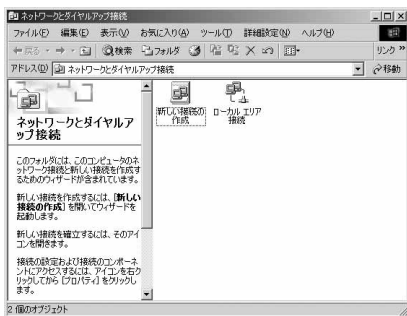 ネットワークとダイヤルアップ接続
ファイル(F) 編集(E) 表示(V) お気に入り(A) ツール(T) 詳細設定(N) ヘルプ(H)
戻る 検索 フォルダ リンク »
アドレス(D) ネットワークとダイヤルアップ接続 移動
ネットワークとダイヤルア
ップ接続
このフォルダには、このコンピュータのネ
ットワーク接続と新しい接続を作成す
るためのウィザードが含まれています。
新しい接続を作成するには、[新しい
接続の作成] を開いてウィザードを
起動します。
新しい接続を確立するには、そのアイ
コンを開きます。
接続の設定および接続のコンポーネ
ントにアクセスするには、アイコンを右ク
リックしてから [プロパティ] をクリックし
ます。
新しい接続の
作成
ローカル エリア
接続
2 個のオブジェクト